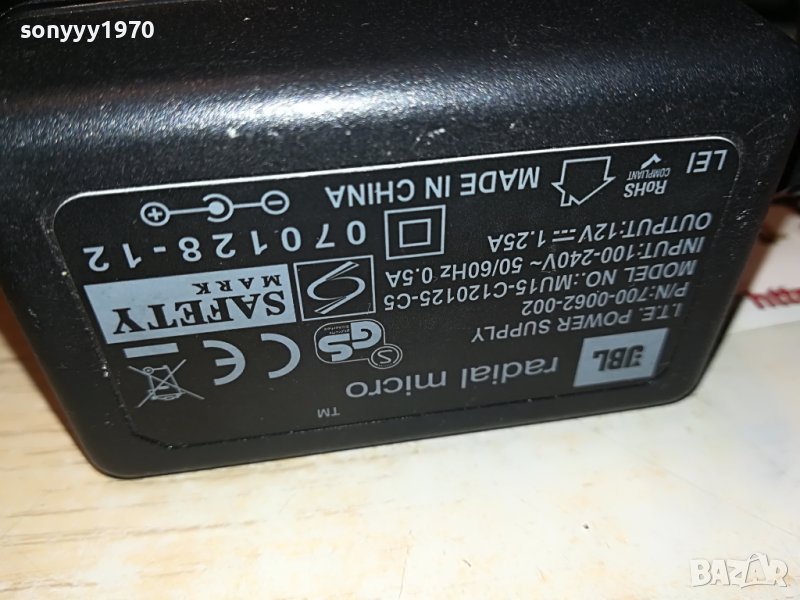 sonyyy1970
JBL radial micro ™
I.T.E. POWER SUPPLY
P/N:700-0062-002
MODEL NO.:MU15-C120125-C5
INPUT:100-240V~ 50/60Hz 0.5A
OUTPUT:12V⎓1.25A
CE
GS
S
SAFETY
MARK
070128-12
MADE IN CHINA
RoHS
COMPLIANT
LEI
http
BAZAR